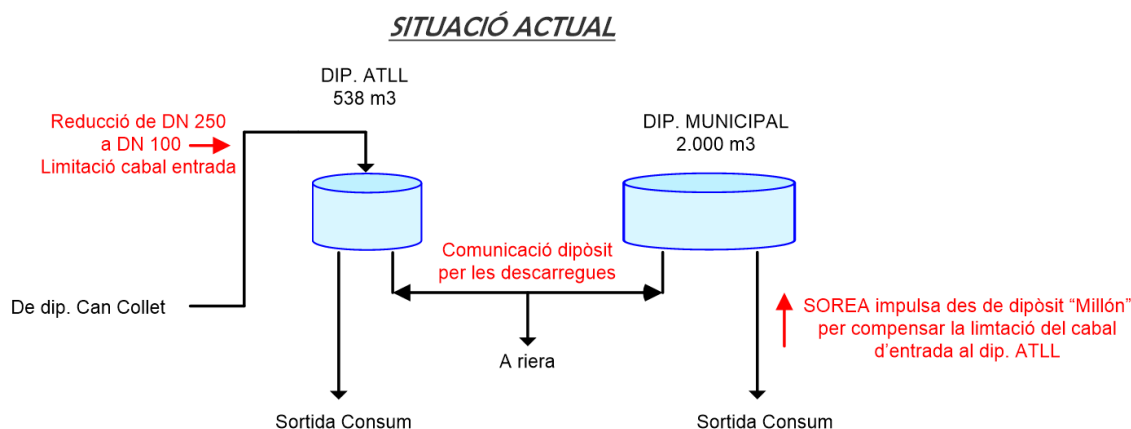 SITUACIÓ ACTUAL
DIP. ATLL
538 m3
Reducció de DN 250
a DN 100
Limitació cabal entrada
DIP. MUNICIPAL
2.000 m3
Comunicació dipòsit
per les descarregues
De dip. Can Collet
SOREA impulsa des de dipòsit “Millón”
per compensar la limtació del cabal
d’entrada al dip. ATLL
A riera
Sortida Consum
Sortida Consum